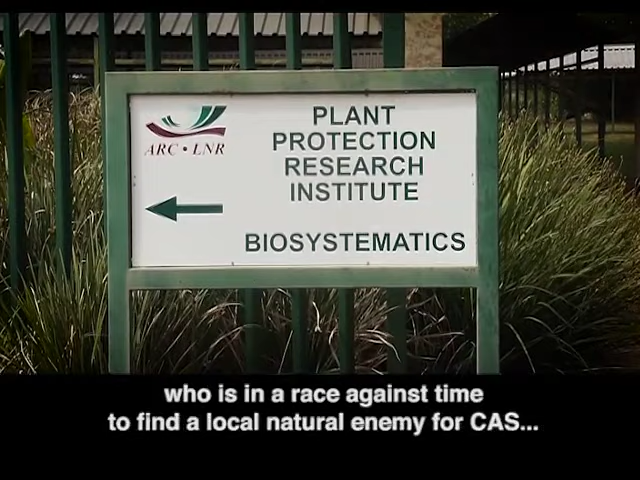 ARC • LNR
PLANT
PROTECTION
RESEARCH
INSTITUTE
BIOSYSTEMATICS
who is in a race against time
to find a local natural enemy for CAS...